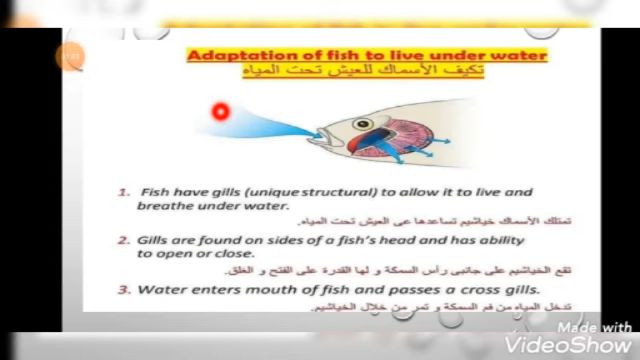 Adaptation of fish to live under water
تكيف الأسماك للعيش تحت المياه
1. Fish have gills (unique structural) to allow it to live and
breathe under water.
تمتلك الأسماك خياشيم تساعدها عى العيش تحت المياه.
2. Gills are found on sides of a fish's head and has ability
to open or close.
تقع الخياشيم على جانبى رأس السمكة و لها القدرة على الفتح و الغلق.
3. Water enters mouth of fish and passes a cross gills.
تدخل المياه من فم السمكة و تمر من خلال الخياشيم.
Made with
VideoShow